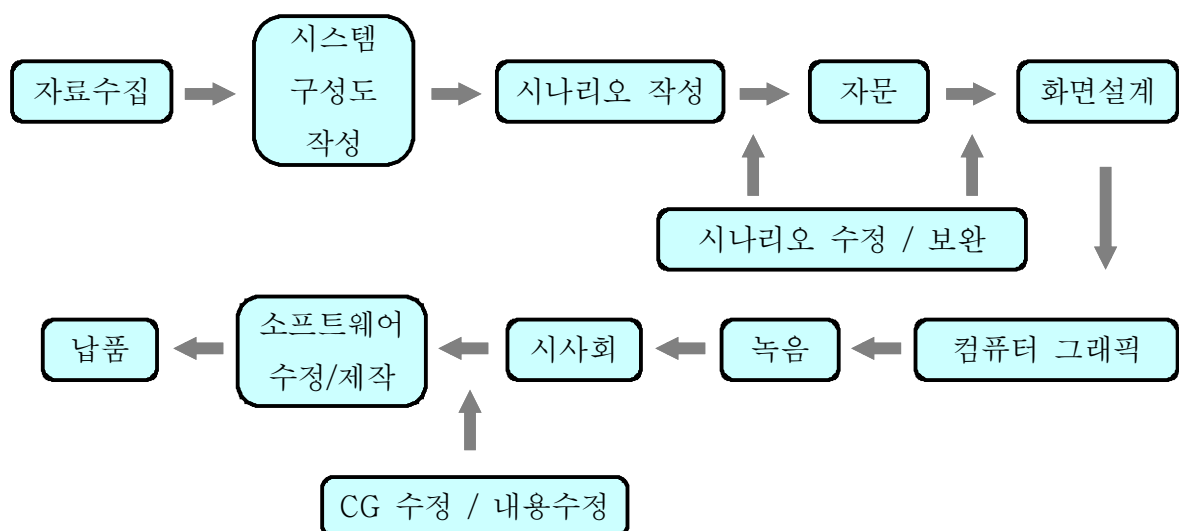 자료수집
시스템
구성도
작성
시나리오 작성
자문
화면설계
시나리오 수정 / 보완
납품
소프트웨어
수정/제작
시사회
녹음
컴퓨터 그래픽
CG 수정 / 내용수정